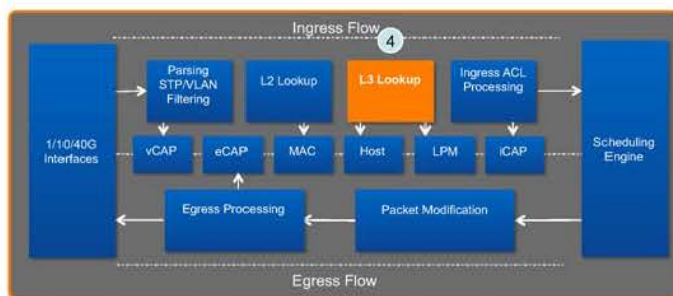 Ingress Flow
4
Parsing
STP/VLAN
Filtering
L2 Lookup
L3 Lookup
Ingress ACL
Processing
1/10/40G
Interfaces
vCAP
eCAP
MAC
Host
LPM
iCAP
Scheduling
Engine
Egress Processing
Packet Modification
Egress Flow